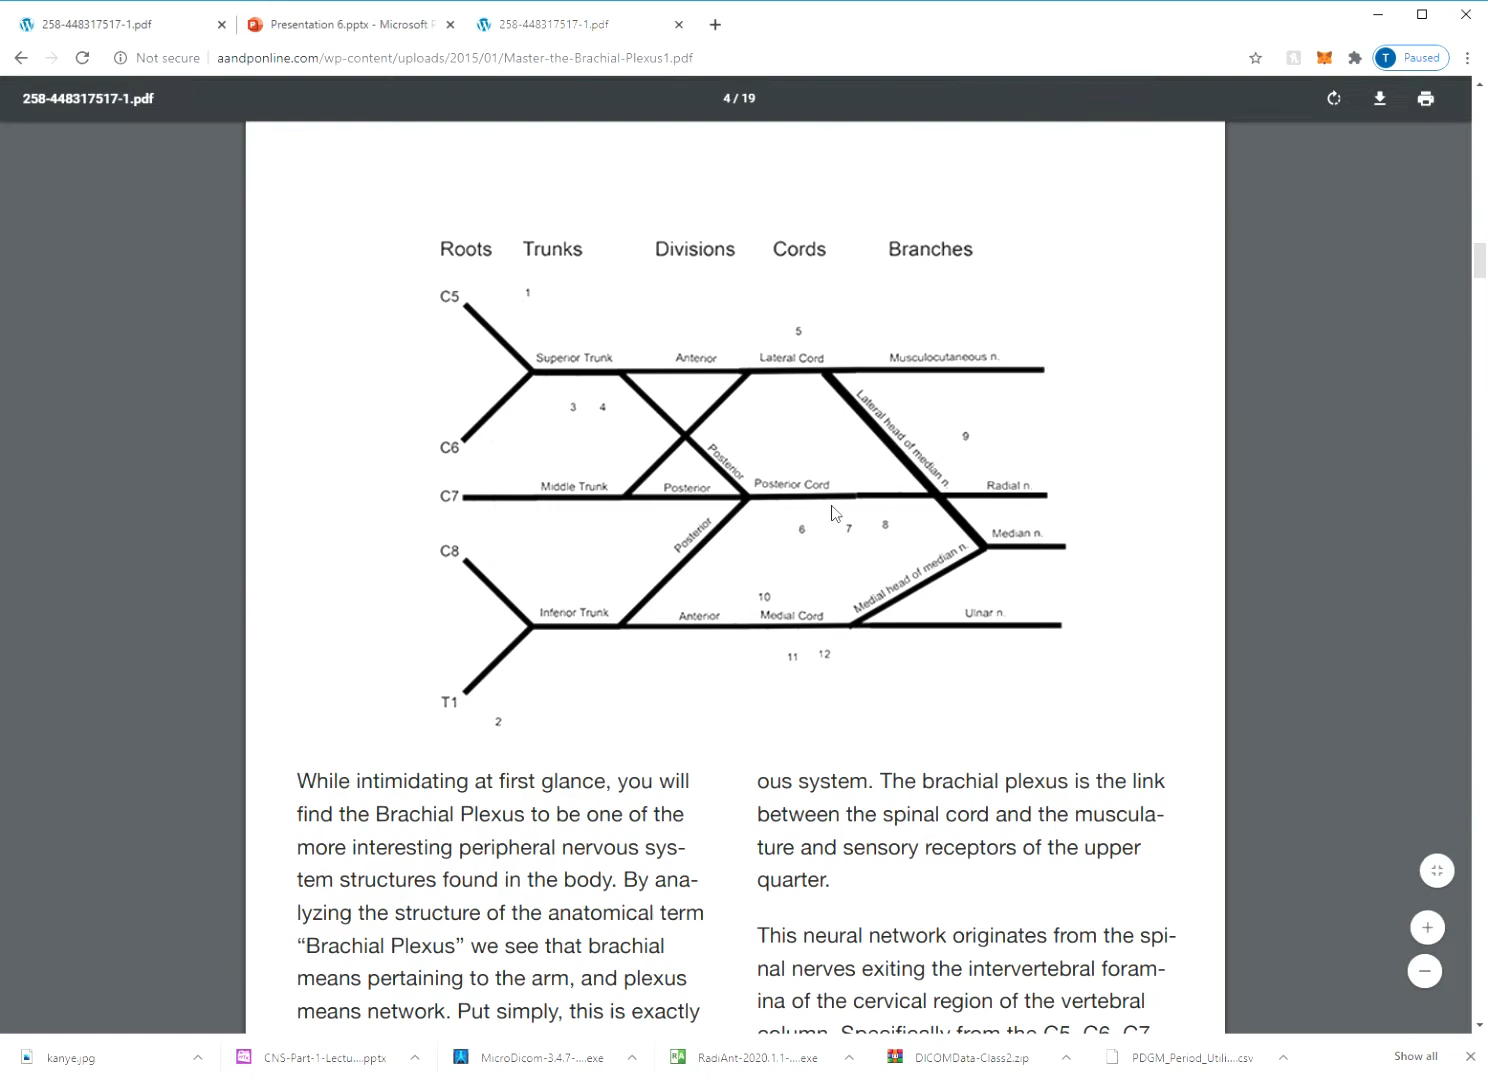 258-448317517-1.pdf
Presentation 6.pptx - Microsoft P
258-448317517-1.pdf
Not secure
aandponline.com/wp-content/uploads/2015/01/Master-the-Brachial-Plexus1.pdf
T Paused
258-448317517-1.pdf
4 / 19
Roots Trunks Divisions Cords Branches
C5 1
5
Superior Trunk Anterior Lateral Cord Musculocutaneous n.
3 4
Lateral head of median n.
9
C6
Posterior
C7 Middle Trunk Posterior Posterior Cord Radial n.
6 7 8
Posterior
Median n.
C8
Medial head of median n.
10
Inferior Trunk Anterior Medial Cord Ulnar n.
11 12
T1
2
While intimidating at first glance, you will
find the Brachial Plexus to be one of the
more interesting peripheral nervous sys-
tem structures found in the body. By ana-
lyzing the structure of the anatomical term
“Brachial Plexus” we see that brachial
means pertaining to the arm, and plexus
means network. Put simply, this is exactly
ous system. The brachial plexus is the link
between the spinal cord and the muscula-
ture and sensory receptors of the upper
quarter.
This neural network originates from the spi-
nal nerves exiting the intervertebral foram-
ina of the cervical region of the vertebral
column. Specifically from the C5, C6, C7
kanye.jpg
CNS-Part-1-Lectu....pptx
MicroDicom-3.4.7-....exe
RadiAnt-2020.1.1-....exe
DICOMData-Class2.zip
PDGM_Period_Utili....csv
Show all